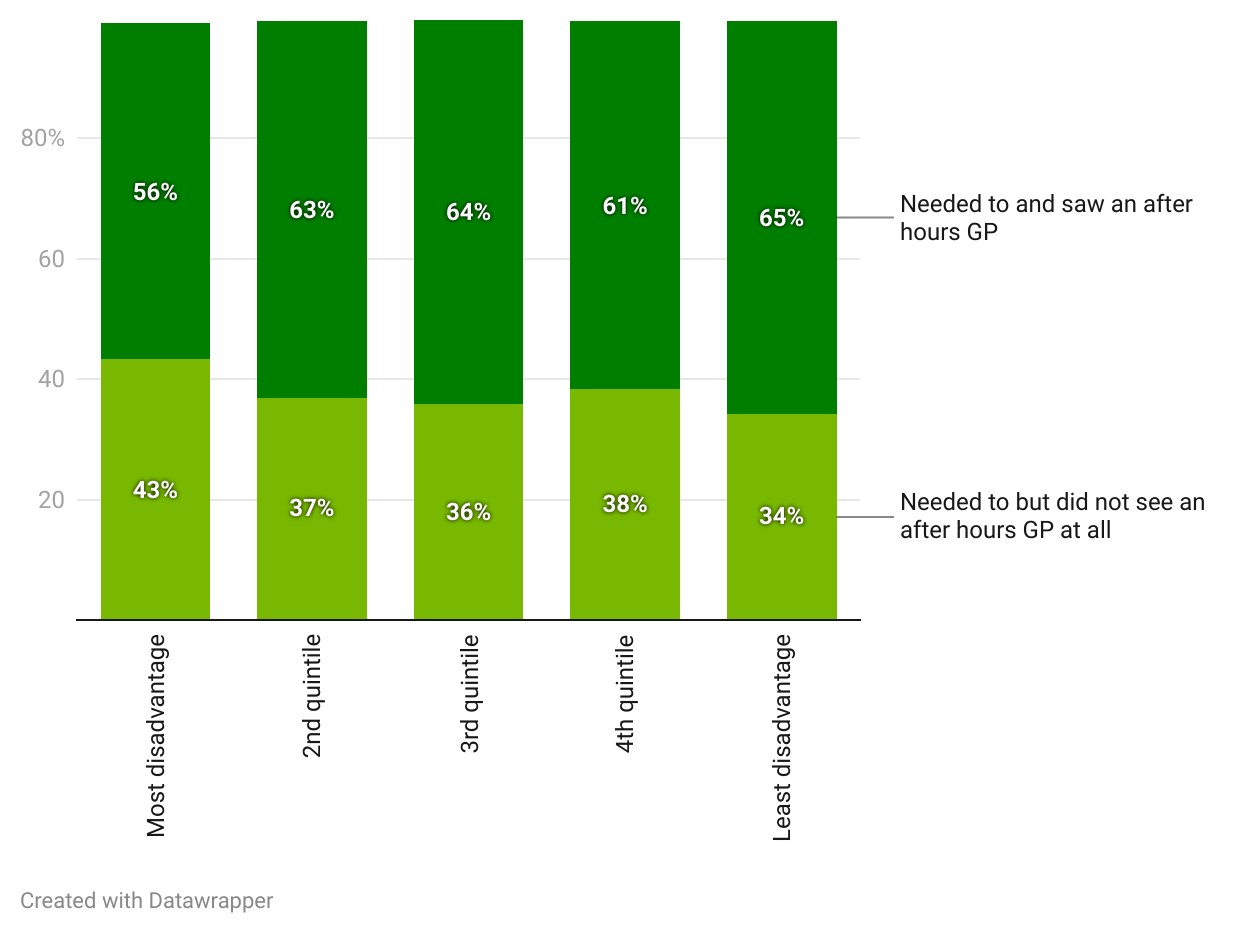 80%
60
40
20
56%
63%
64%
61%
65%
43%
37%
36%
38%
34%
Needed to and saw an after
hours GP
Needed to but did not see an
after hours GP at all
Most disadvantage
2nd quintile
3rd quintile
4th quintile
Least disadvantage
Created with Datawrapper